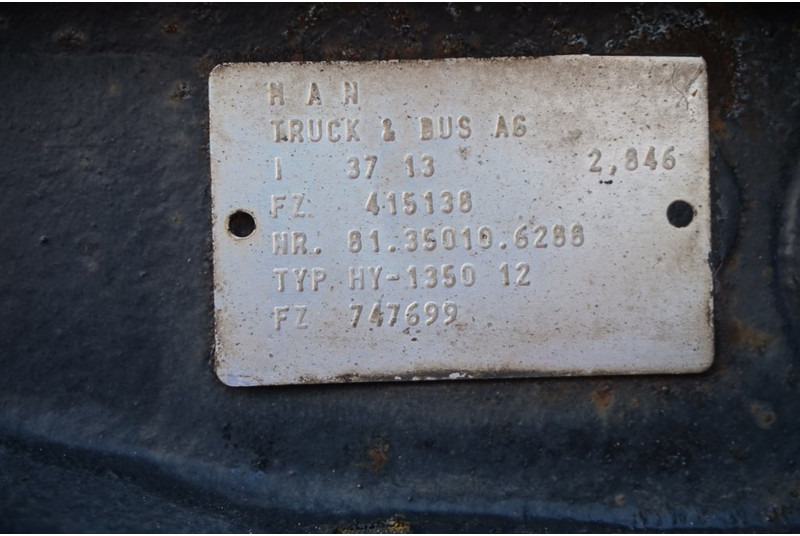 M A N
TRUCK & BUS AG
I 37 13 2,846
FZ. 415138
NR. 81.35010.6288
TYP HY-1350 12
FZ 747699